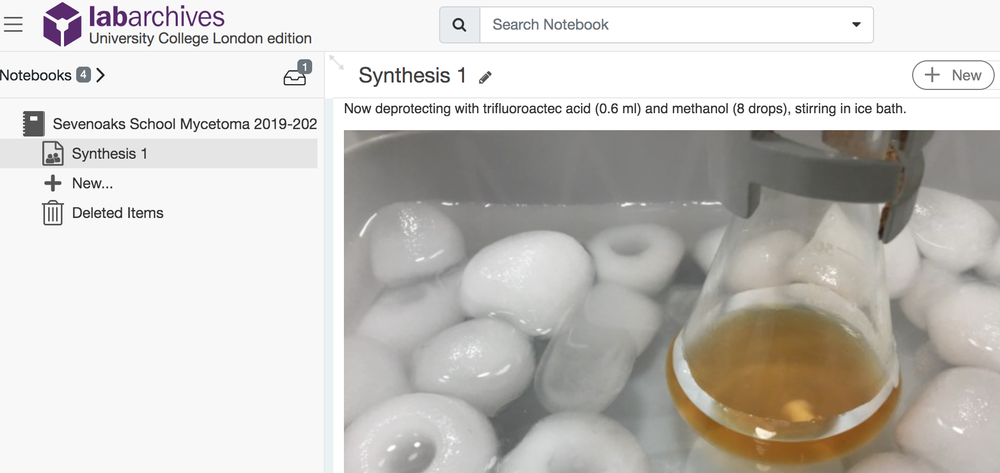 labarchives
University College London edition
Search Notebook
Notebooks 4
1
Synthesis 1
New
Sevenoaks School Mycetoma 2019-202
Synthesis 1
New...
Deleted Items
Now deprotecting with trifluoroactec acid (0.6 ml) and methanol (8 drops), stirring in ice bath.
50